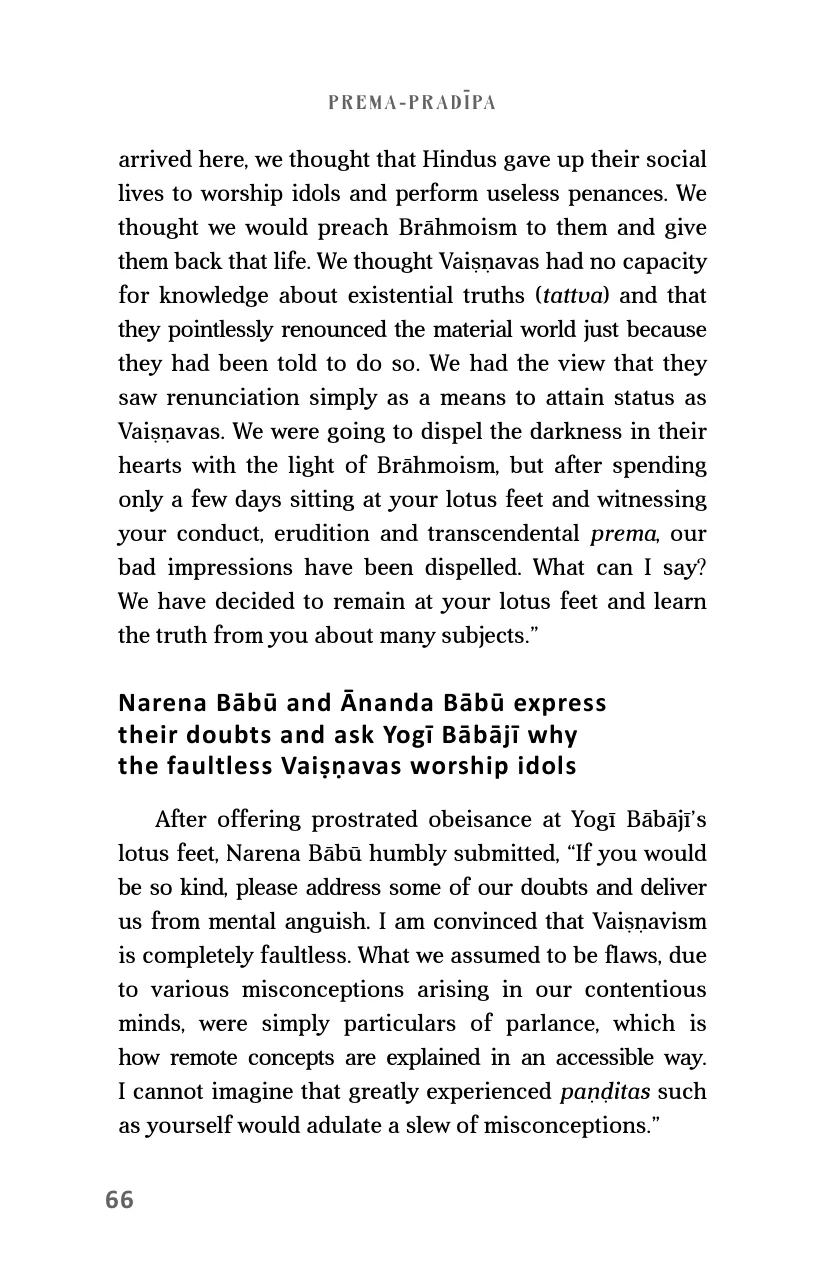 PREMA-PRADĪPA
arrived here, we thought that Hindus gave up their social
lives to worship idols and perform useless penances. We
thought we would preach Brāhmoism to them and give
them back that life. We thought Vaiṣṇavas had no capacity
for knowledge about existential truths (tattva) and that
they pointlessly renounced the material world just because
they had been told to do so. We had the view that they
saw renunciation simply as a means to attain status as
Vaiṣṇavas. We were going to dispel the darkness in their
hearts with the light of Brāhmoism, but after spending
only a few days sitting at your lotus feet and witnessing
your conduct, erudition and transcendental prema, our
bad impressions have been dispelled. What can I say?
We have decided to remain at your lotus feet and learn
the truth from you about many subjects.”
Narena Bābū and Ānanda Bābū express
their doubts and ask Yogī Bābājī why
the faultless Vaiṣṇavas worship idols
After offering prostrated obeisance at Yogī Bābājī’s
lotus feet, Narena Bābū humbly submitted, “If you would
be so kind, please address some of our doubts and deliver
us from mental anguish. I am convinced that Vaiṣṇavism
is completely faultless. What we assumed to be flaws, due
to various misconceptions arising in our contentious
minds, were simply particulars of parlance, which is
how remote concepts are explained in an accessible way.
I cannot imagine that greatly experienced paṇḍitas such
as yourself would adulate a slew of misconceptions.”
66